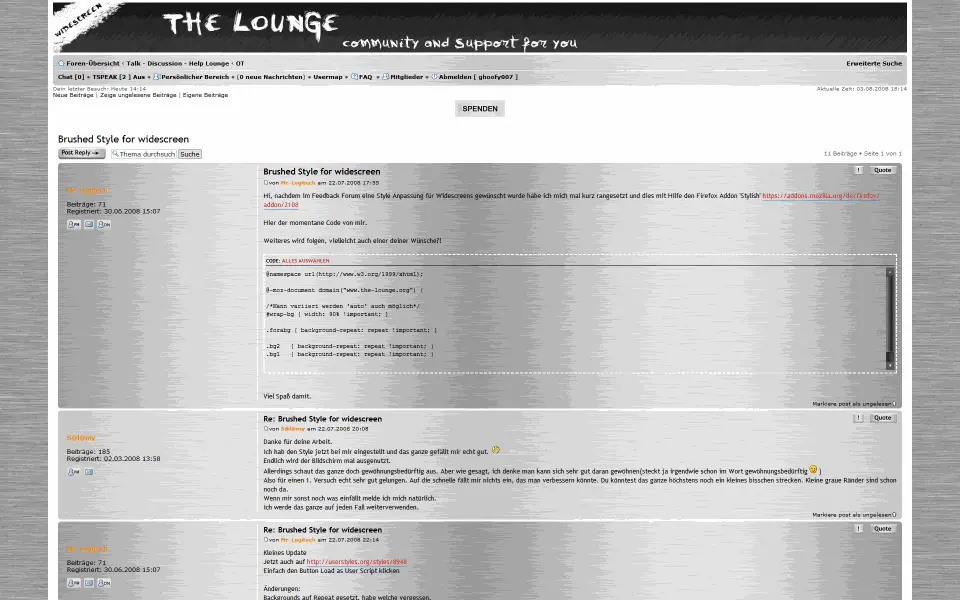 WIDESCREEN
THE LOUNGE
community and Support for you
Foren-Übersicht ‹ Talk - Discussion - Help Lounge ‹ OT
Erweiterte Suche
Chat [0] • TSPEAK [2 ] Aus • Persönlicher Bereich • (0 neue Nachrichten) • Usermap • FAQ • Mitglieder • Abmelden [ ghoofy007 ]
Dein letzter Besuch: Heute 14:14
Aktuelle Zeit: 03.08.2008 18:14
Neue Beiträge | Zeige ungelesene Beiträge | Eigene Beiträge
SPENDEN
Brushed Style for widescreen
Post Reply
Thema durchsuch
Suche
11 Beiträge • Seite 1 von 1
Brushed Style for widescreen
! Quote
von Mr. Logitech am 22.07.2008 17:55
Mr. Logitech
Beiträge: 71
Registriert: 30.06.2008 15:07
Hi, nachdem im Feedback Forum eine Style Anpassung für Widescreens gewünscht wurde habe ich mich mal kurz rangesetzt und dies mit Hilfe den Firefox Addon 'Stylish' https://addons.mozilla.org/de/firefox/
addon/2108
Hier der momentane Code von mir.
Weiteres wird folgen, vielleicht auch einer deiner Wünsche?!
CODE: ALLES AUSWÄHLEN
@namespace url(http://www.w3.org/1999/xhtml);
@-moz-document domain("www.the-lounge.org") {
/*Kann variiert werden 'auto' auch möglich*/
#wrap-bg { width: 90% !important; }
.forabg { background-repeat: repeat !important; }
.bg2 { background-repeat: repeat !important; }
.bg1 { background-repeat: repeat !important; }
Viel Spaß damit.
Markiere post als ungelesen
Re: Brushed Style for widescreen
! Quote
am 22.07.2008 20:08
Beiträge: 185
Registriert: 02.03.2008 13:58
Danke für deine Arbeit.
Ich hab den Style jetzt bei mir eingestellt und das ganze gefällt mir echt gut.
Endlich wird der Bildschirm mal ausgenutzt.
Allerdings schaut das ganze doch gewöhnungsbedürftig aus. Aber wie gesagt, ich denke man kann sich sehr gut daran gewöhnen(steckt ja irgendwie schon im Wort gewöhnungsbedürftig )
Also für einen 1. Versuch echt sehr gut gelungen. Auf die schnelle fällt mir nichts ein, das man verbessern könnte. Du könntest das ganze höchstens noch ein kleines bisschen strecken. Kleine graue Ränder sind schon
noch da.
Wenn mir sonst noch was einfällt melde ich mich natürlich.
Ich werde das ganze auf jeden Fall weiterverwenden.
Markiere post als ungelesen
Re: Brushed Style for widescreen
! Quote
von Mr. Logitech am 22.07.2008 22:14
Mr. Logitech
Beiträge: 71
Registriert: 30.06.2008 15:07
Kleines Update
Jetzt auch auf http://userstyles.org/styles/8948
Einfach den Button Load as User Script klicken
Änderungen:
Backgrounds auf Repeat gesetzt, habe welche vergessen.